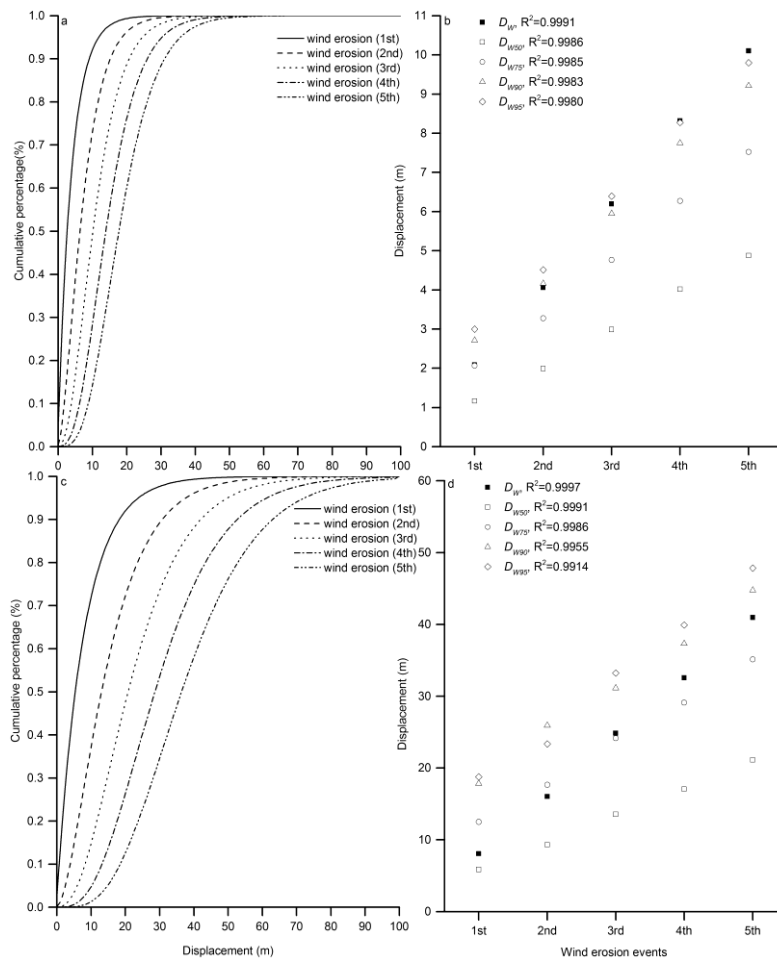 a
wind erosion (1st)
wind erosion (2nd)
wind erosion (3rd)
wind erosion (4th)
wind erosion (5th)
Cumulative percentage(%)
1.0
0.9
0.8
0.7
0.6
0.5
0.4
0.3
0.2
0.1
0.0
0 10 20 30 40 50 60 70 80 90 100
b
D_W, R²=0.9991
D_W50, R²=0.9986
D_W75, R²=0.9985
D_W90, R²=0.9983
D_W95, R²=0.9980
Displacement (m)
11
10
9
8
7
6
5
4
3
2
1
0
1st 2nd 3rd 4th 5th
c
wind erosion (1st)
wind erosion (2nd)
wind erosion (3rd)
wind erosion (4th)
wind erosion (5th)
Cumulative percentage (%)
1.0
0.9
0.8
0.7
0.6
0.5
0.4
0.3
0.2
0.1
0.0
0 10 20 30 40 50 60 70 80 90 100
Displacement (m)
d
D_W, R²=0.9997
D_W50, R²=0.9991
D_W75, R²=0.9986
D_W90, R²=0.9955
D_W95, R²=0.9914
Displacement (m)
60
50
40
30
20
10
0
1st 2nd 3rd 4th 5th
Wind erosion events